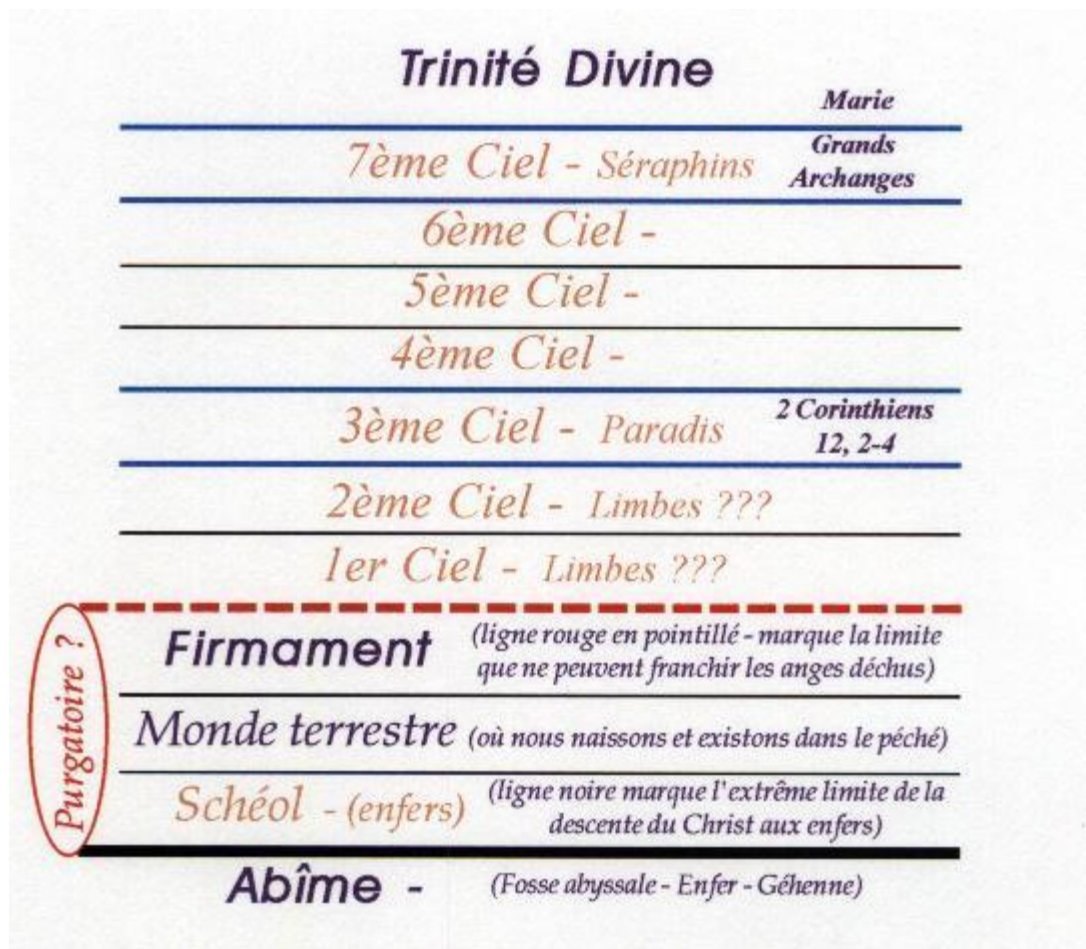 Trinité Divine
Marie
7ème Ciel - Séraphins
Grands
Archanges
6ème Ciel -
5ème Ciel -
4ème Ciel -
3ème Ciel - Paradis
2 Corinthiens
12, 2-4
2ème Ciel - Limbes ???
1er Ciel - Limbes ???
Purgatoire ?
Firmament
(ligne rouge en pointillé - marque la limite
que ne peuvent franchir les anges déchus)
Monde terrestre (où nous naissons et existons dans le péché)
Schéol - (enfers)
(ligne noire marque l'extrême limite de la
descente du Christ aux enfers)
Abîme - (Fosse abyssale - Enfer - Géhenne)